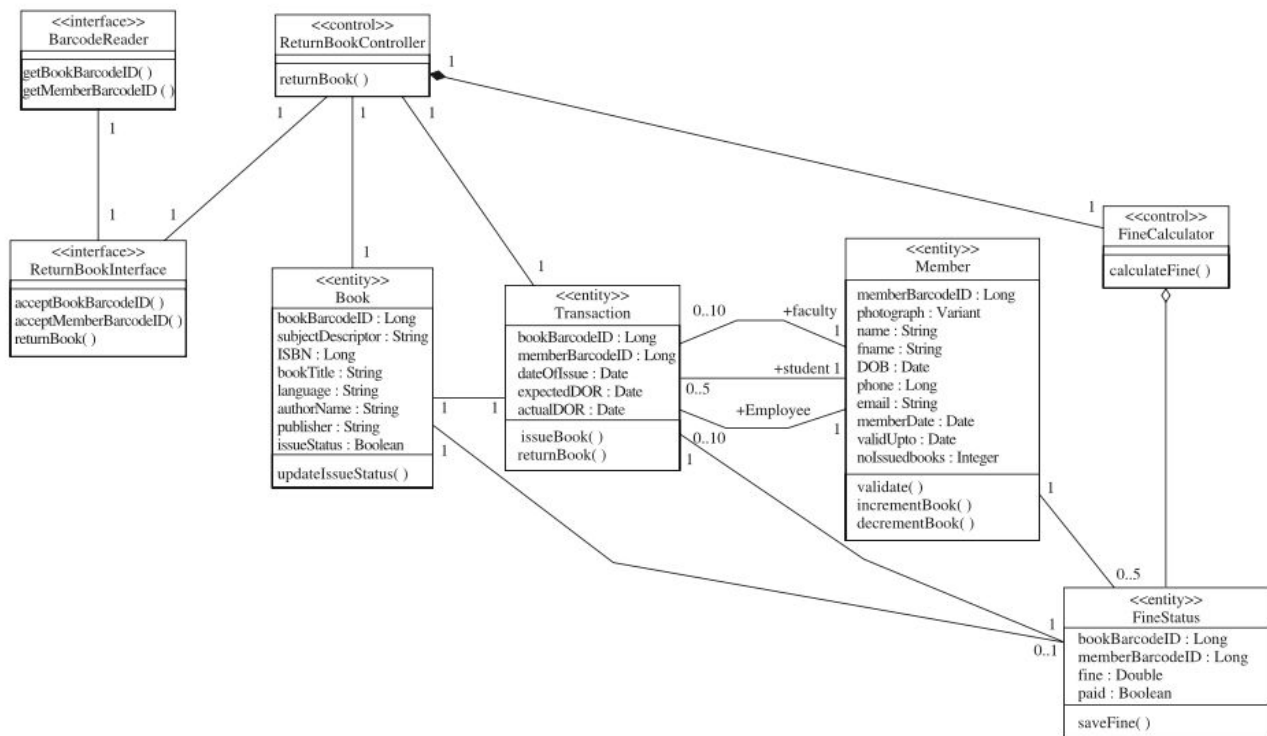 <<interface>>
BarcodeReader
getBookBarcodeID( )
getMemberBarcodeID ( )
<<control>>
ReturnBookController
returnBook( )
1
1
1
1
1
1
1
1
1
1
1
<<interface>>
ReturnBookInterface
acceptBookBarcodeID( )
acceptMemberBarcodeID( )
returnBook( )
<<entity>>
Book
bookBarcodeID : Long
subjectDescriptor : String
ISBN : Long
bookTitle : String
language : String
authorName : String
publisher : String
issueStatus : Boolean
updateIssueStatus( )
1
1
1
<<entity>>
Transaction
bookBarcodeID : Long
memberBarcodeID : Long
dateOfIssue : Date
expectedDOR : Date
actualDOR : Date
issueBook( )
returnBook( )
0..10
+faculty
1
+student 1
0..5
+Employee
0..10
1
1
<<entity>>
Member
memberBarcodeID : Long
photograph : Variant
name : String
fname : String
DOB : Date
phone : Long
email : String
memberDate : Date
validUpto : Date
noIssuedbooks : Integer
validate( )
incrementBook( )
decrementBook( )
<<control>>
FineCalculator
calculateFine( )
1
0..5
1
0..1
<<entity>>
FineStatus
bookBarcodeID : Long
memberBarcodeID : Long
fine : Double
paid : Boolean
saveFine( )